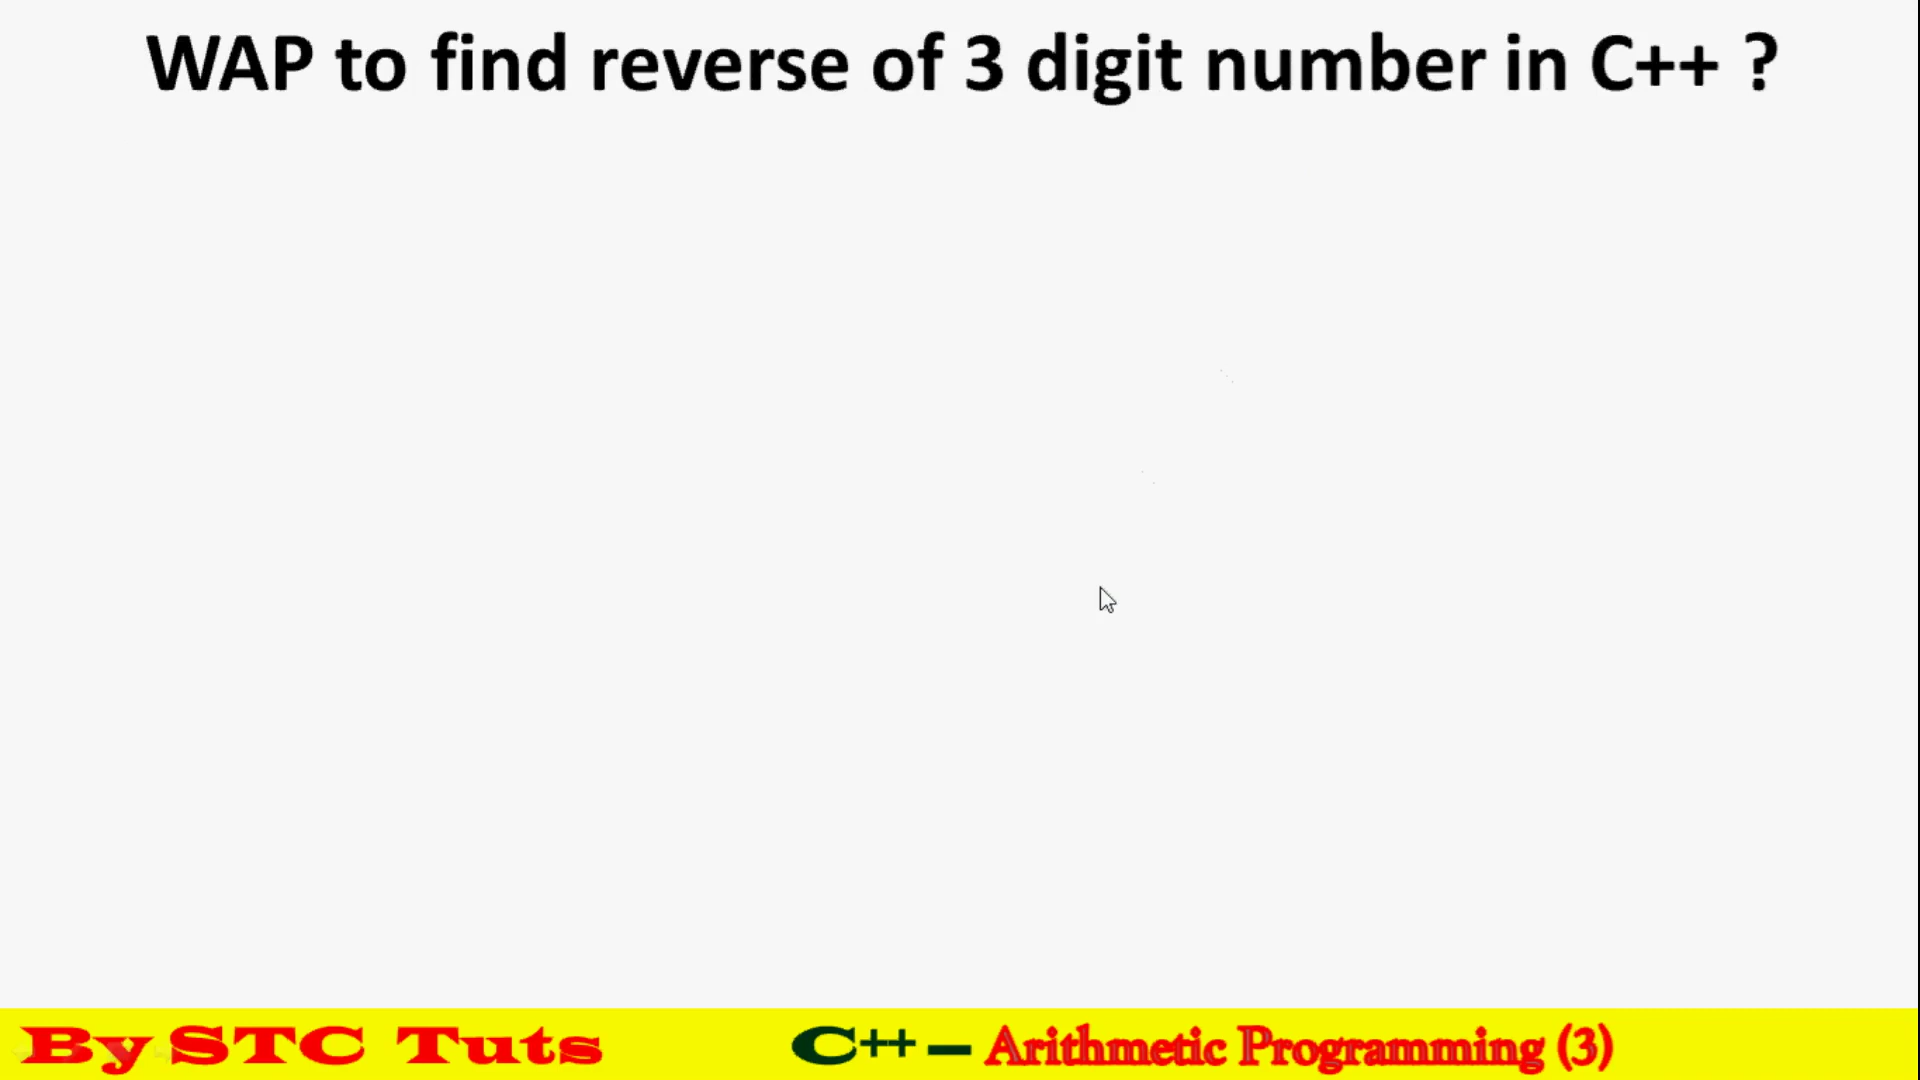 WAP to find reverse of 3 digit number in C++ ?
By STC Tuts
C++ – Arithmetic Programming (3)